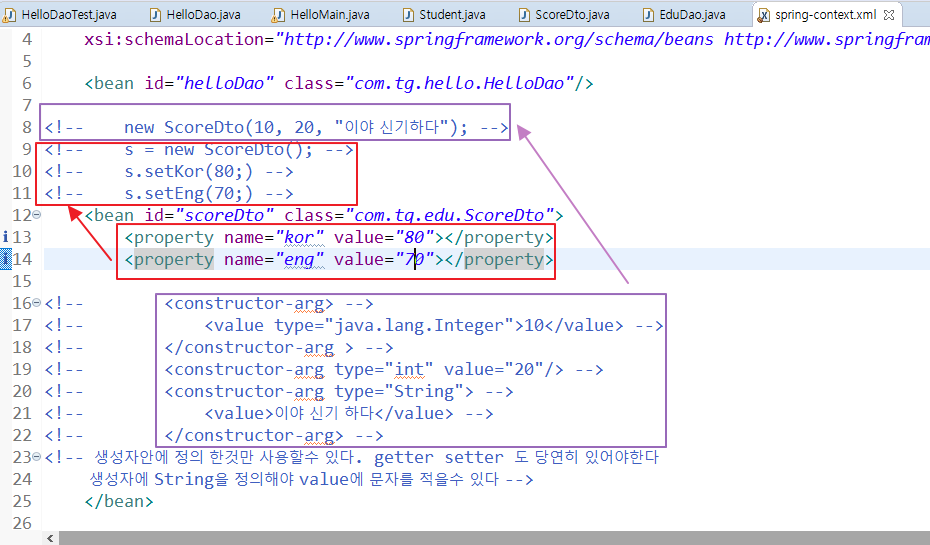 HelloDaoTest.java HelloDao.java HelloMain.java Student.java ScoreDto.java EduDao.java spring-context.xml
4 xsi:schemaLocation="http://www.springframework.org/schema/beans http://www.springfram
5
6 <bean id="helloDao" class="com.tg.hello.HelloDao"/>
7
8 <!-- new ScoreDto(10, 20, "이야 신기하다"); -->
9 <!-- s = new ScoreDto(); -->
10 <!-- s.setKor(80;) -->
11 <!-- s.setEng(70;) -->
12 <bean id="scoreDto" class="com.tg.edu.ScoreDto">
13 <property name="kor" value="80"></property>
14 <property name="eng" value="70"></property>
15
16 <!-- <constructor-arg> -->
17 <!-- <value type="java.lang.Integer">10</value> -->
18 <!-- </constructor-arg > -->
19 <!-- <constructor-arg type="int" value="20"/> -->
20 <!-- <constructor-arg type="String"> -->
21 <!-- <value>이야 신기 하다</value> -->
22 <!-- </constructor-arg> -->
23 <!-- 생성자안에 정의 한것만 사용할수 있다. getter setter 도 당연히 있어야한다
24 생성자에 String을 정의해야 value에 문자를 적을수 있다 -->
25 </bean>
26